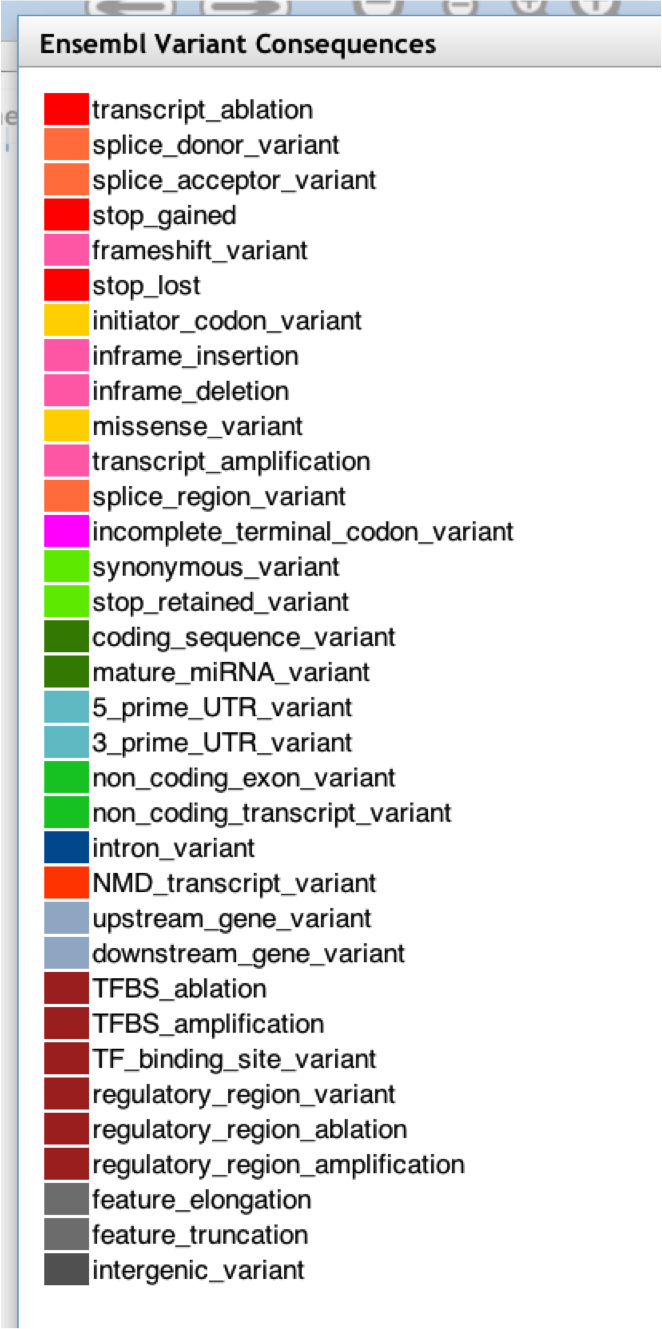 Ensembl Variant Consequences
transcript_ablation
splice_donor_variant
splice_acceptor_variant
stop_gained
frameshift_variant
stop_lost
initiator_codon_variant
inframe_insertion
inframe_deletion
missense_variant
transcript_amplification
splice_region_variant
incomplete_terminal_codon_variant
synonymous_variant
stop_retained_variant
coding_sequence_variant
mature_miRNA_variant
5_prime_UTR_variant
3_prime_UTR_variant
non_coding_exon_variant
non_coding_transcript_variant
intron_variant
NMD_transcript_variant
upstream_gene_variant
downstream_gene_variant
TFBS_ablation
TFBS_amplification
TF_binding_site_variant
regulatory_region_variant
regulatory_region_ablation
regulatory_region_amplification
feature_elongation
feature_truncation
intergenic_variant